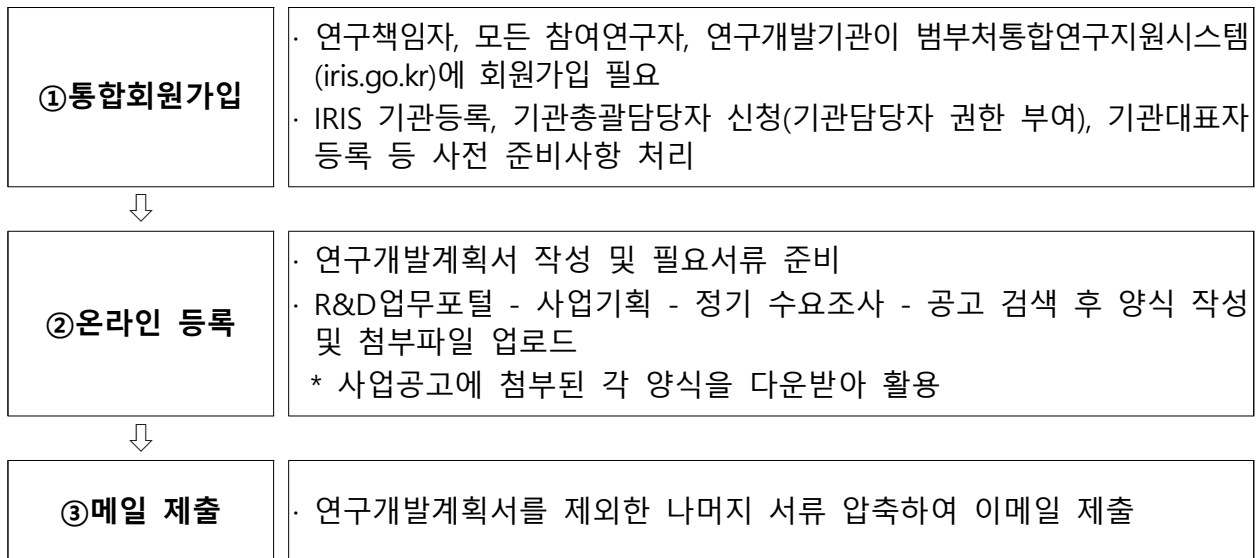 ①통합회원가입
· 연구책임자, 모든 참여연구자, 연구개발기관이 범부처통합연구지원시스템
(iris.go.kr)에 회원가입 필요
· IRIS 기관등록, 기관총괄담당자 신청(기관담당자 권한 부여), 기관대표자
등록 등 사전 준비사항 처리
②온라인 등록
· 연구개발계획서 작성 및 필요서류 준비
· R&D업무포털 - 사업기획 - 정기 수요조사 - 공고 검색 후 양식 작성
및 첨부파일 업로드
* 사업공고에 첨부된 각 양식을 다운받아 활용
③메일 제출
· 연구개발계획서를 제외한 나머지 서류 압축하여 이메일 제출